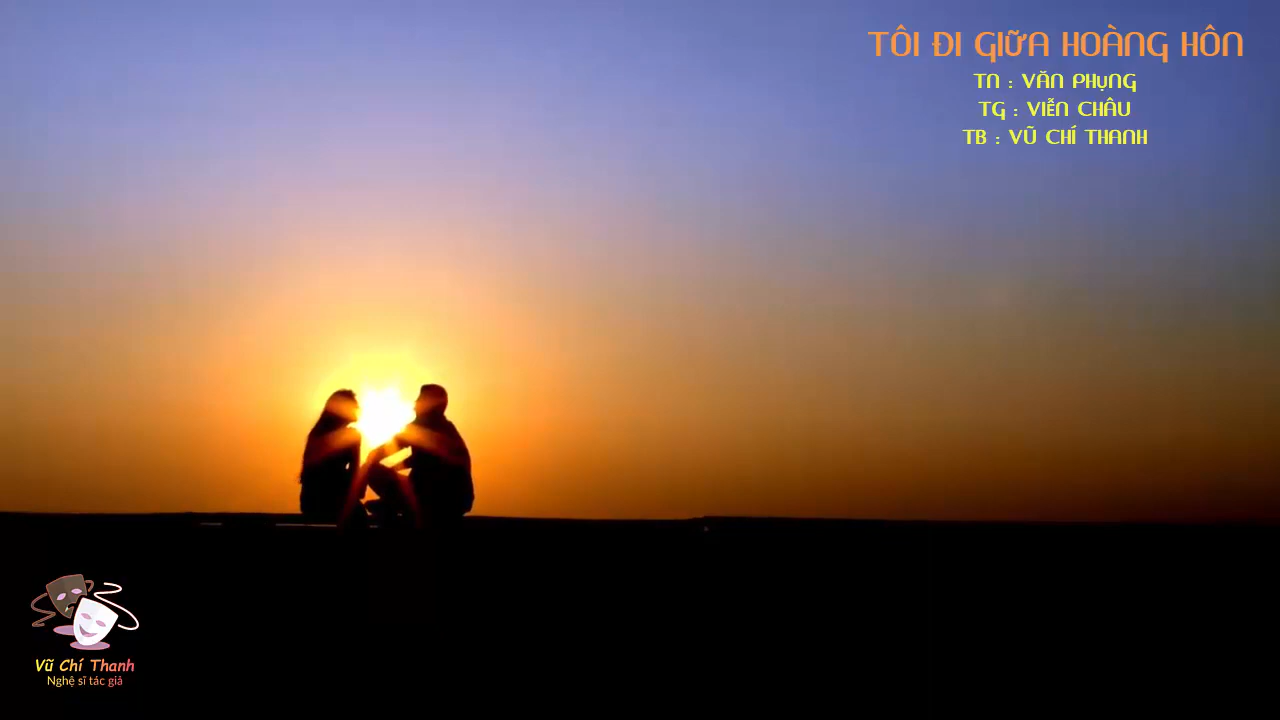 TÔI ĐI GIỮA HOÀNG HÔN
TN : VĂN PHỤNG
TG : VIỄN CHÂU
TB : VŨ CHÍ THANH
Vũ Chí Thanh
Nghệ sĩ tác giả